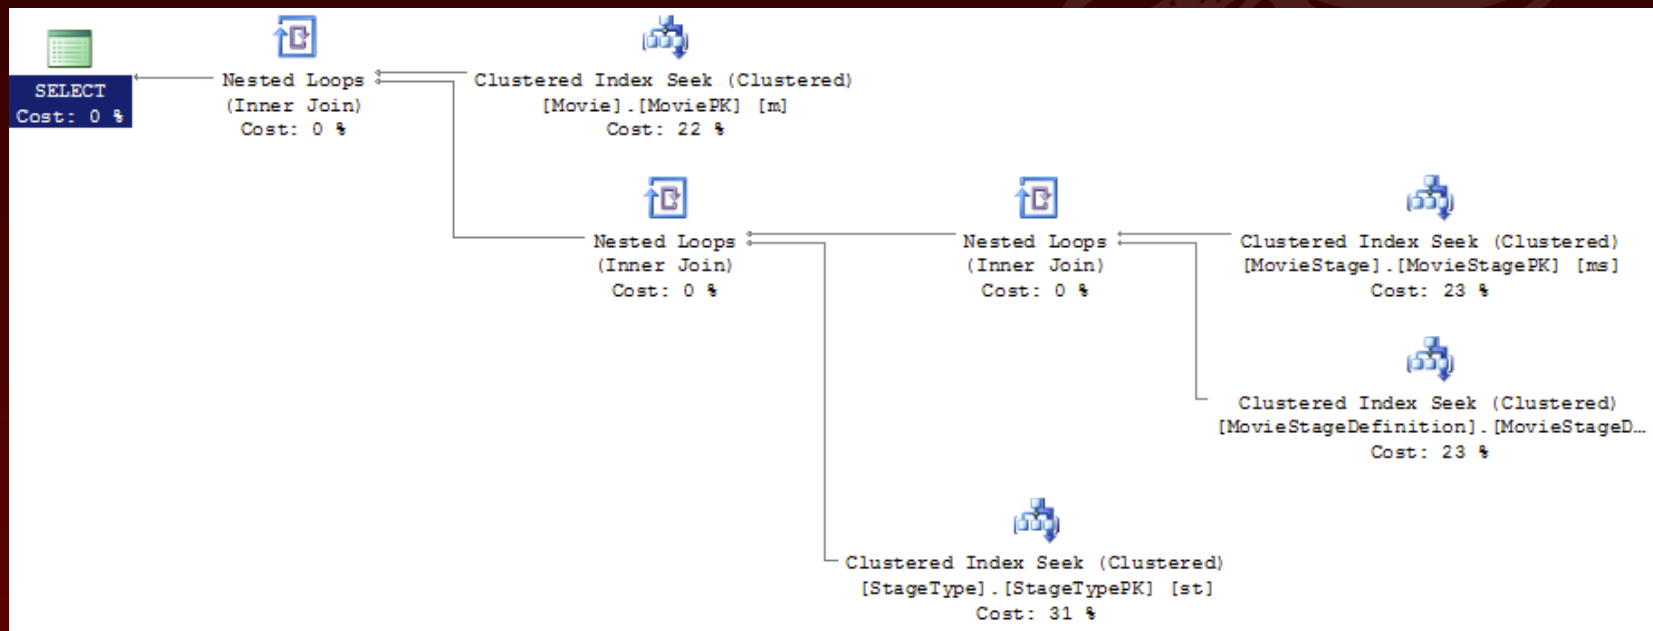 SELECT
Cost: 0 %
Nested Loops
(Inner Join)
Cost: 0 %
Clustered Index Seek (Clustered)
[Movie].[MoviePK] [m]
Cost: 22 %
Nested Loops
(Inner Join)
Cost: 0 %
Nested Loops
(Inner Join)
Cost: 0 %
Clustered Index Seek (Clustered)
[MovieStage].[MovieStagePK] [ms]
Cost: 23 %
Clustered Index Seek (Clustered)
[MovieStageDefinition].[MovieStageD…
Cost: 23 %
Clustered Index Seek (Clustered)
[StageType].[StageTypePK] [st]
Cost: 31 %